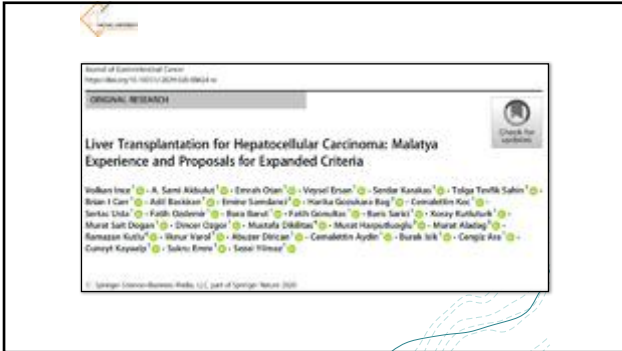 Journal of Gastrointestinal Cancer
ORIGINAL RESEARCH
Check for
updates
Liver Transplantation for Hepatocellular Carcinoma: Malatya
Experience and Proposals for Expanded Criteria
Volkan Ince · A. Sami Akbulut · Emrah Otan · Veysel Ersan · Serdar Karakas · Tolga Tevfik Sahin ·
Brian I Carr · Adil Baskiran · Emine Samdanci · Harika Gozukara Bag · Cemalettin Koc ·
Sertac Usta · Fatih Ozdemir · Bora Barut · Fatih Gonultas · Baris Sarici · Koray Kutluturk ·
Murat Sait Dogan · Dincer Ozgor · Mustafa Dikilitas · Murat Harputluoglu · Murat Aladag ·
Ramazan Kutlu · Ilknur Varol · Abuzer Dirican · Cemalettin Aydin · Burak Isik · Cengiz Ara ·
Cuneyt Kayaalp · Sukru Emre · Sezai Yilmaz
© Springer Science+Business Media, LLC, part of Springer Nature 2020